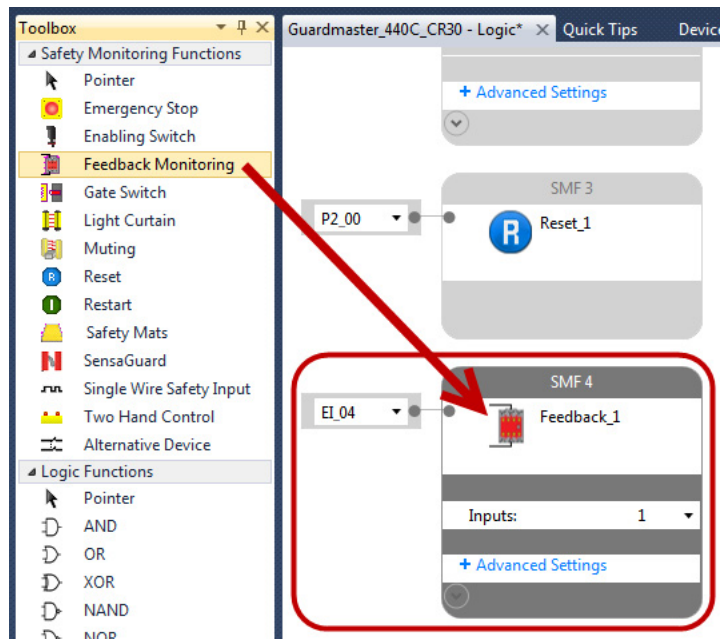 Toolbox
Safety Monitoring Functions
Pointer
Emergency Stop
Enabling Switch
Feedback Monitoring
Gate Switch
Light Curtain
Muting
Reset
Restart
Safety Mats
SensaGuard
Single Wire Safety Input
Two Hand Control
Alternative Device
Logic Functions
Pointer
AND
OR
XOR
NAND
NOR
Guardmaster_440C_CR30 - Logic* Quick Tips Device
+ Advanced Settings
SMF 3
P2_00
R Reset_1
SMF 4
EI_04
Feedback_1
Inputs: 1
+ Advanced Settings